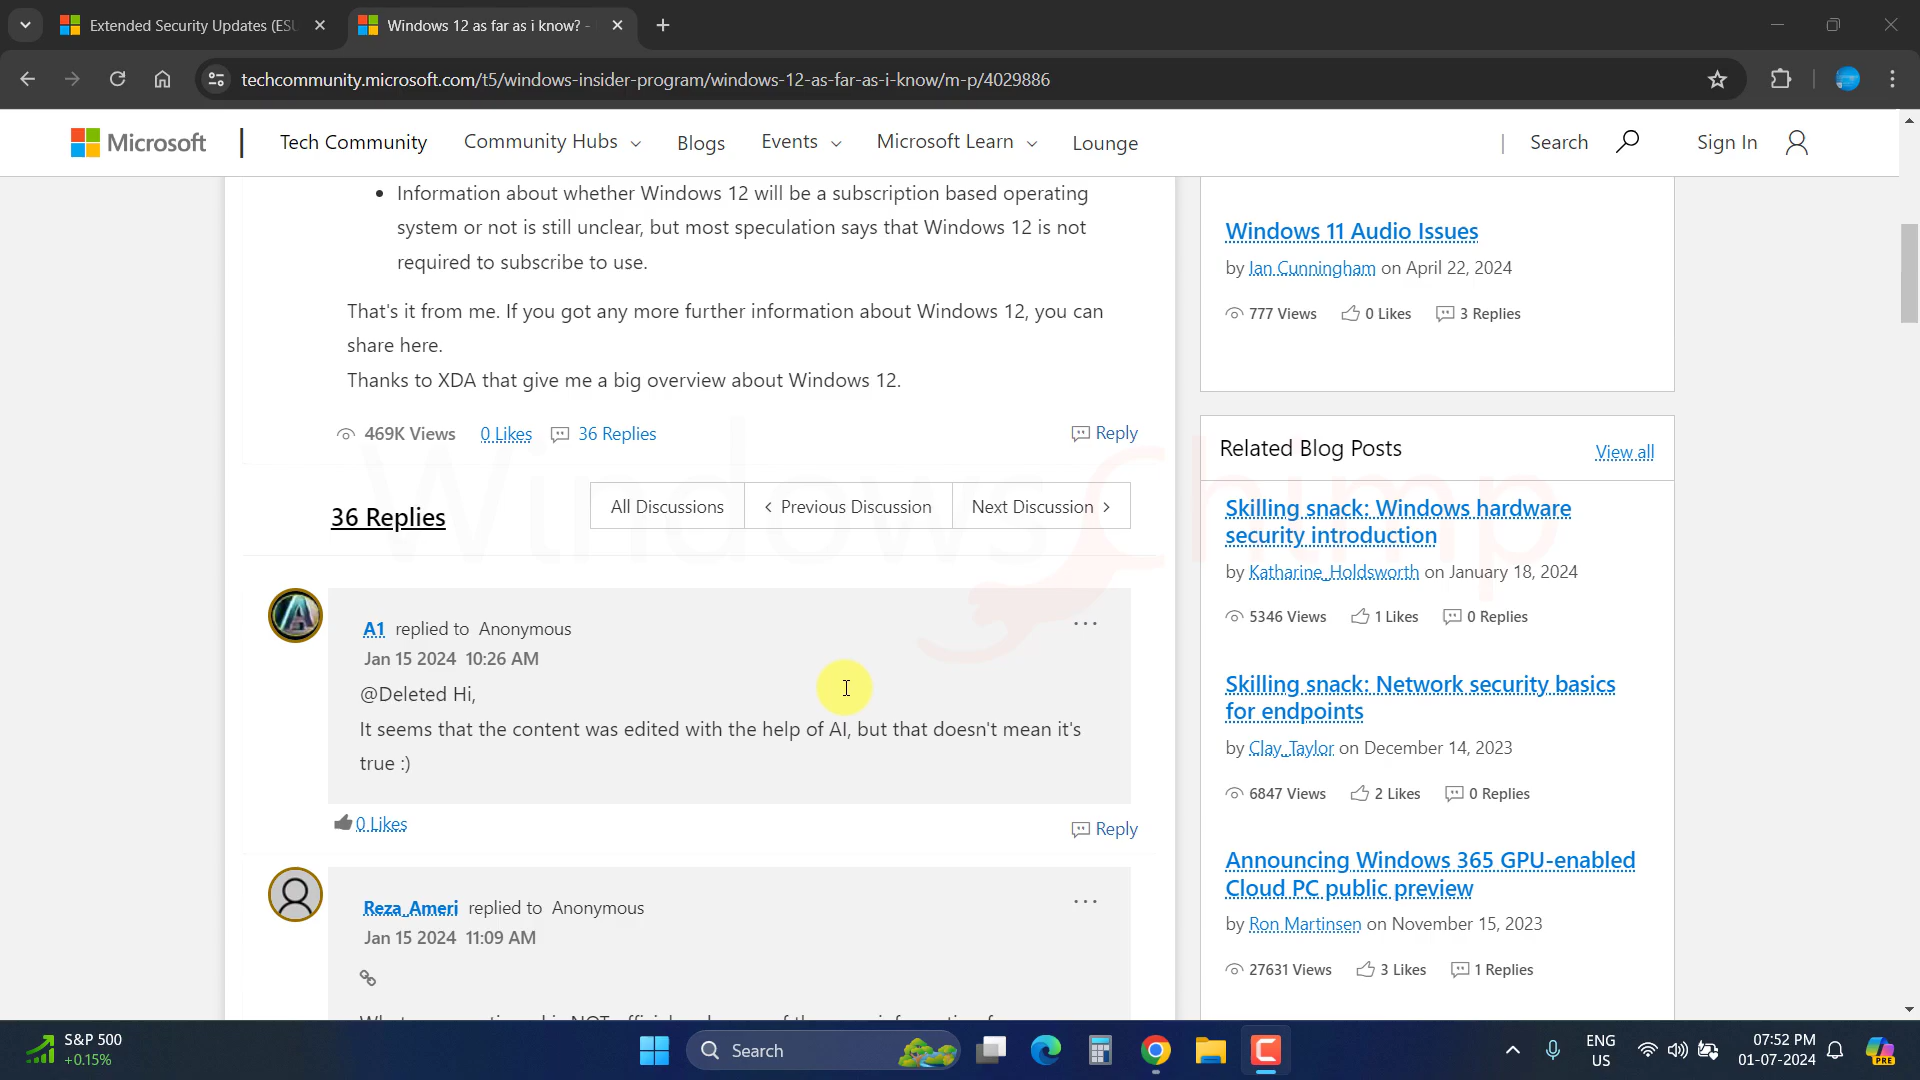 Extended Security Updates (ESU
Windows 12 as far as i know? -
techcommunity.microsoft.com/t5/windows-insider-program/windows-12-as-far-as-i-know/m-p/4029886
Microsoft
Tech Community
Community Hubs
Blogs
Events
Microsoft Learn
Lounge
Search
Sign In
Information about whether Windows 12 will be a subscription based operating
system or not is still unclear, but most speculation says that Windows 12 is not
required to subscribe to use.
That's it from me. If you got any more further information about Windows 12, you can
share here.
Thanks to XDA that give me a big overview about Windows 12.
469K Views 0 Likes 36 Replies
Reply
36 Replies
All Discussions
Previous Discussion
Next Discussion
A1 replied to Anonymous
Jan 15 2024 10:26 AM
@Deleted Hi,
It seems that the content was edited with the help of AI, but that doesn't mean it's
true :)
0 Likes
Reply
Reza_Ameri replied to Anonymous
Jan 15 2024 11:09 AM
Windows 11 Audio Issues
by Ian Cunningham on April 22, 2024
777 Views 0 Likes 3 Replies
Related Blog Posts
View all
Skilling snack: Windows hardware
security introduction
by Katharine_Holdsworth on January 18, 2024
5346 Views 1 Likes 0 Replies
Skilling snack: Network security basics
for endpoints
by Clay_Taylor on December 14, 2023
6847 Views 2 Likes 0 Replies
Announcing Windows 365 GPU-enabled
Cloud PC public preview
by Ron Martinsen on November 15, 2023
27631 Views 3 Likes 1 Replies
WindowsChimp
S&P 500
+0.15%
Search
ENG
US
07:52 PM
01-07-2024
PRE